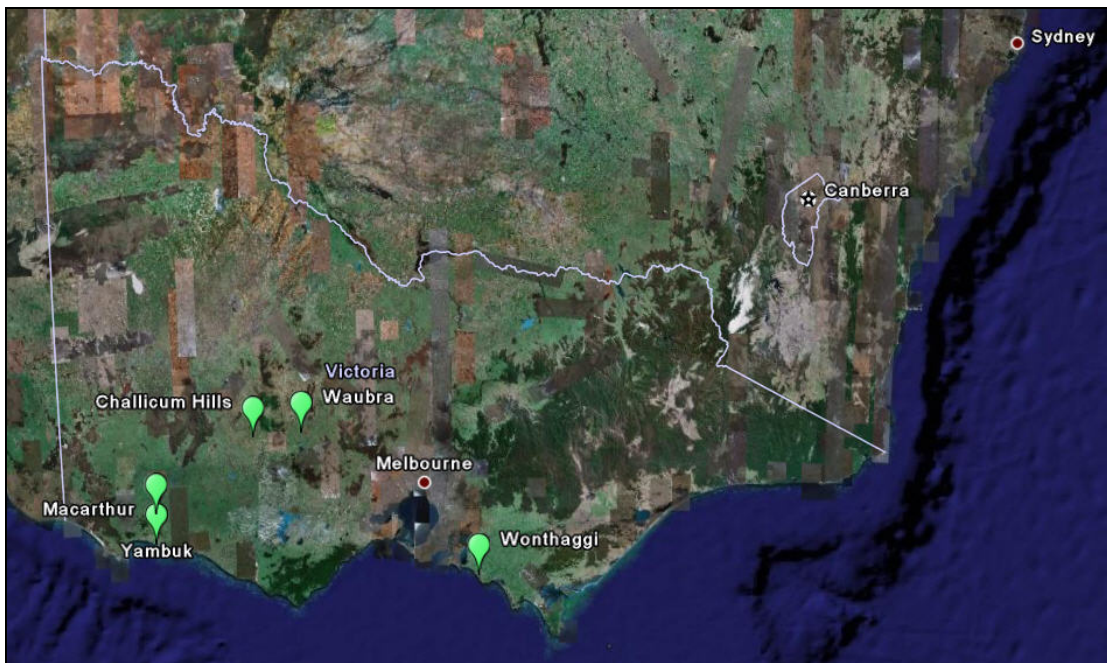 Sydney
Canberra
Victoria
Challicum Hills
Waubra
Melbourne
Macarthur
Yambuk
Wonthaggi